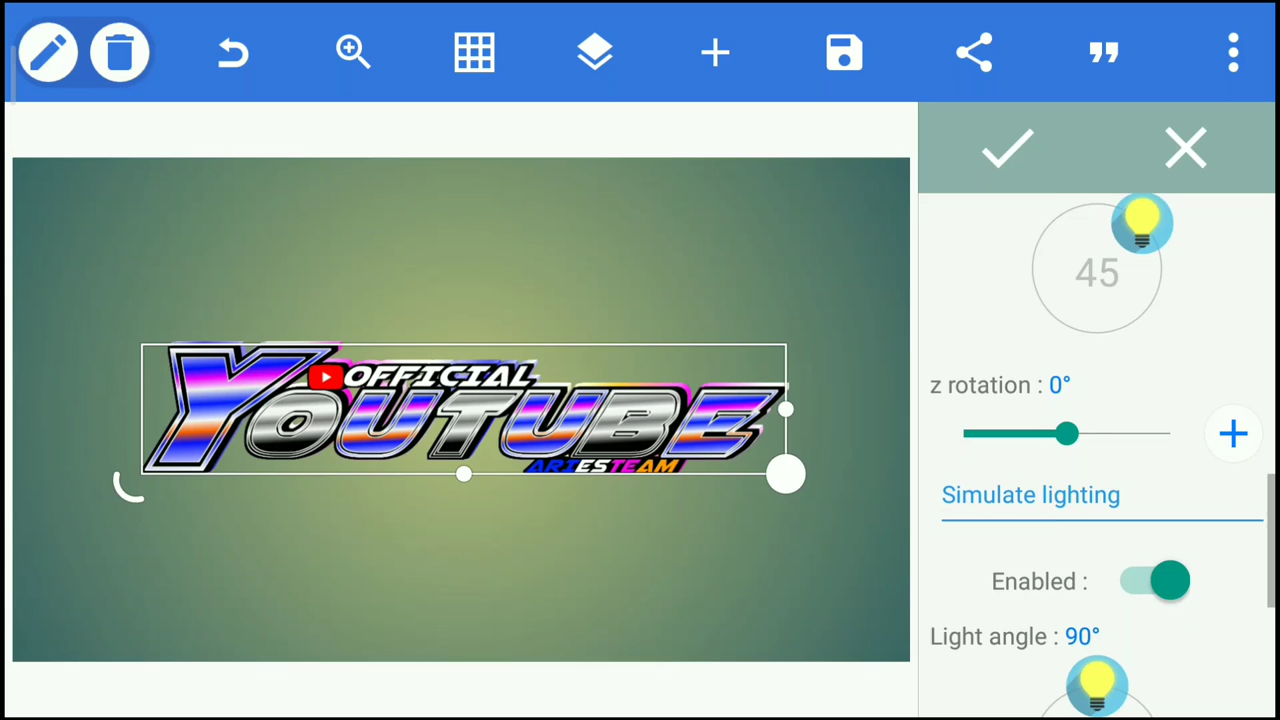 45
z rotation : 0°
Simulate lighting
Enabled :
Light angle : 90°
OFFICIAL
YOUTUBE
ARIESTEAM